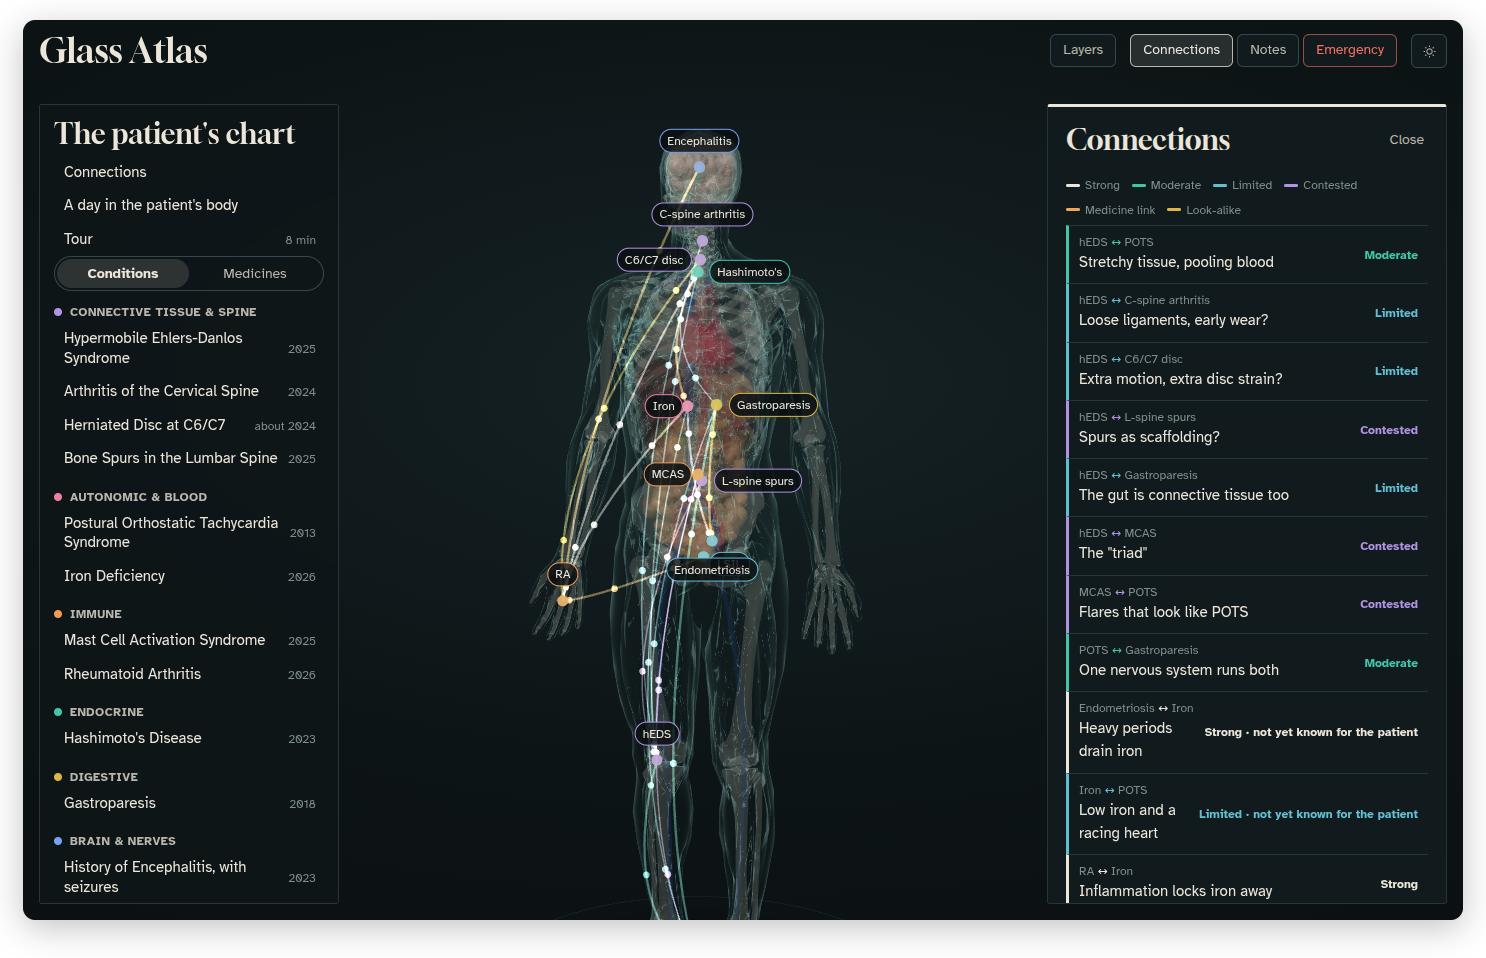 Glass Atlas
Layers
Connections
Notes
Emergency
The patient's chart
Connections
A day in the patient's body
Tour 8 min
Conditions Medicines
CONNECTIVE TISSUE & SPINE
Hypermobile Ehlers-Danlos
Syndrome 2025
Arthritis of the Cervical Spine 2024
Herniated Disc at C6/C7 about 2024
Bone Spurs in the Lumbar Spine 2025
AUTONOMIC & BLOOD
Postural Orthostatic Tachycardia
Syndrome 2013
Iron Deficiency 2026
IMMUNE
Mast Cell Activation Syndrome 2025
Rheumatoid Arthritis 2026
ENDOCRINE
Hashimoto's Disease 2023
DIGESTIVE
Gastroparesis 2018
BRAIN & NERVES
History of Encephalitis, with
seizures 2023
Encephalitis
C-spine arthritis
C6/C7 disc
Hashimoto's
Iron
Gastroparesis
MCAS
L-spine spurs
RA
Endometriosis
hEDS
Connections
Close
Strong Moderate Limited Contested
Medicine link Look-alike
hEDS ↔ POTS
Stretchy tissue, pooling blood Moderate
hEDS ↔ C-spine arthritis
Loose ligaments, early wear? Limited
hEDS ↔ C6/C7 disc
Extra motion, extra disc strain? Limited
hEDS ↔ L-spine spurs
Spurs as scaffolding? Contested
hEDS ↔ Gastroparesis
The gut is connective tissue too Limited
hEDS ↔ MCAS
The "triad" Contested
MCAS ↔ POTS
Flares that look like POTS Contested
POTS ↔ Gastroparesis
One nervous system runs both Moderate
Endometriosis ↔ Iron
Heavy periods
drain iron Strong · not yet known for the patient
Iron ↔ POTS
Low iron and a
racing heart Limited · not yet known for the patient
RA ↔ Iron
Inflammation locks iron away Strong